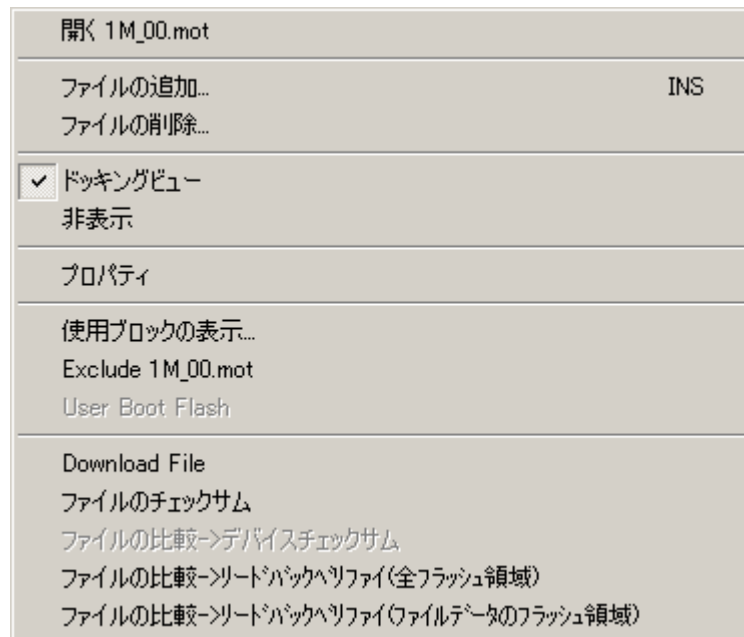 開く 1M_00.mot
ファイルの追加... INS
ファイルの削除...
ドッキングビュー
非表示
プロパティ
使用ブロックの表示...
Exclude 1M_00.mot
User Boot Flash
Download File
ファイルのチェックサム
ファイルの比較->デバイスチェックサム
ファイルの比較->リードバックベリファイ(全フラッシュ領域)
ファイルの比較->リードバックベリファイ(ファイルデータのフラッシュ領域)